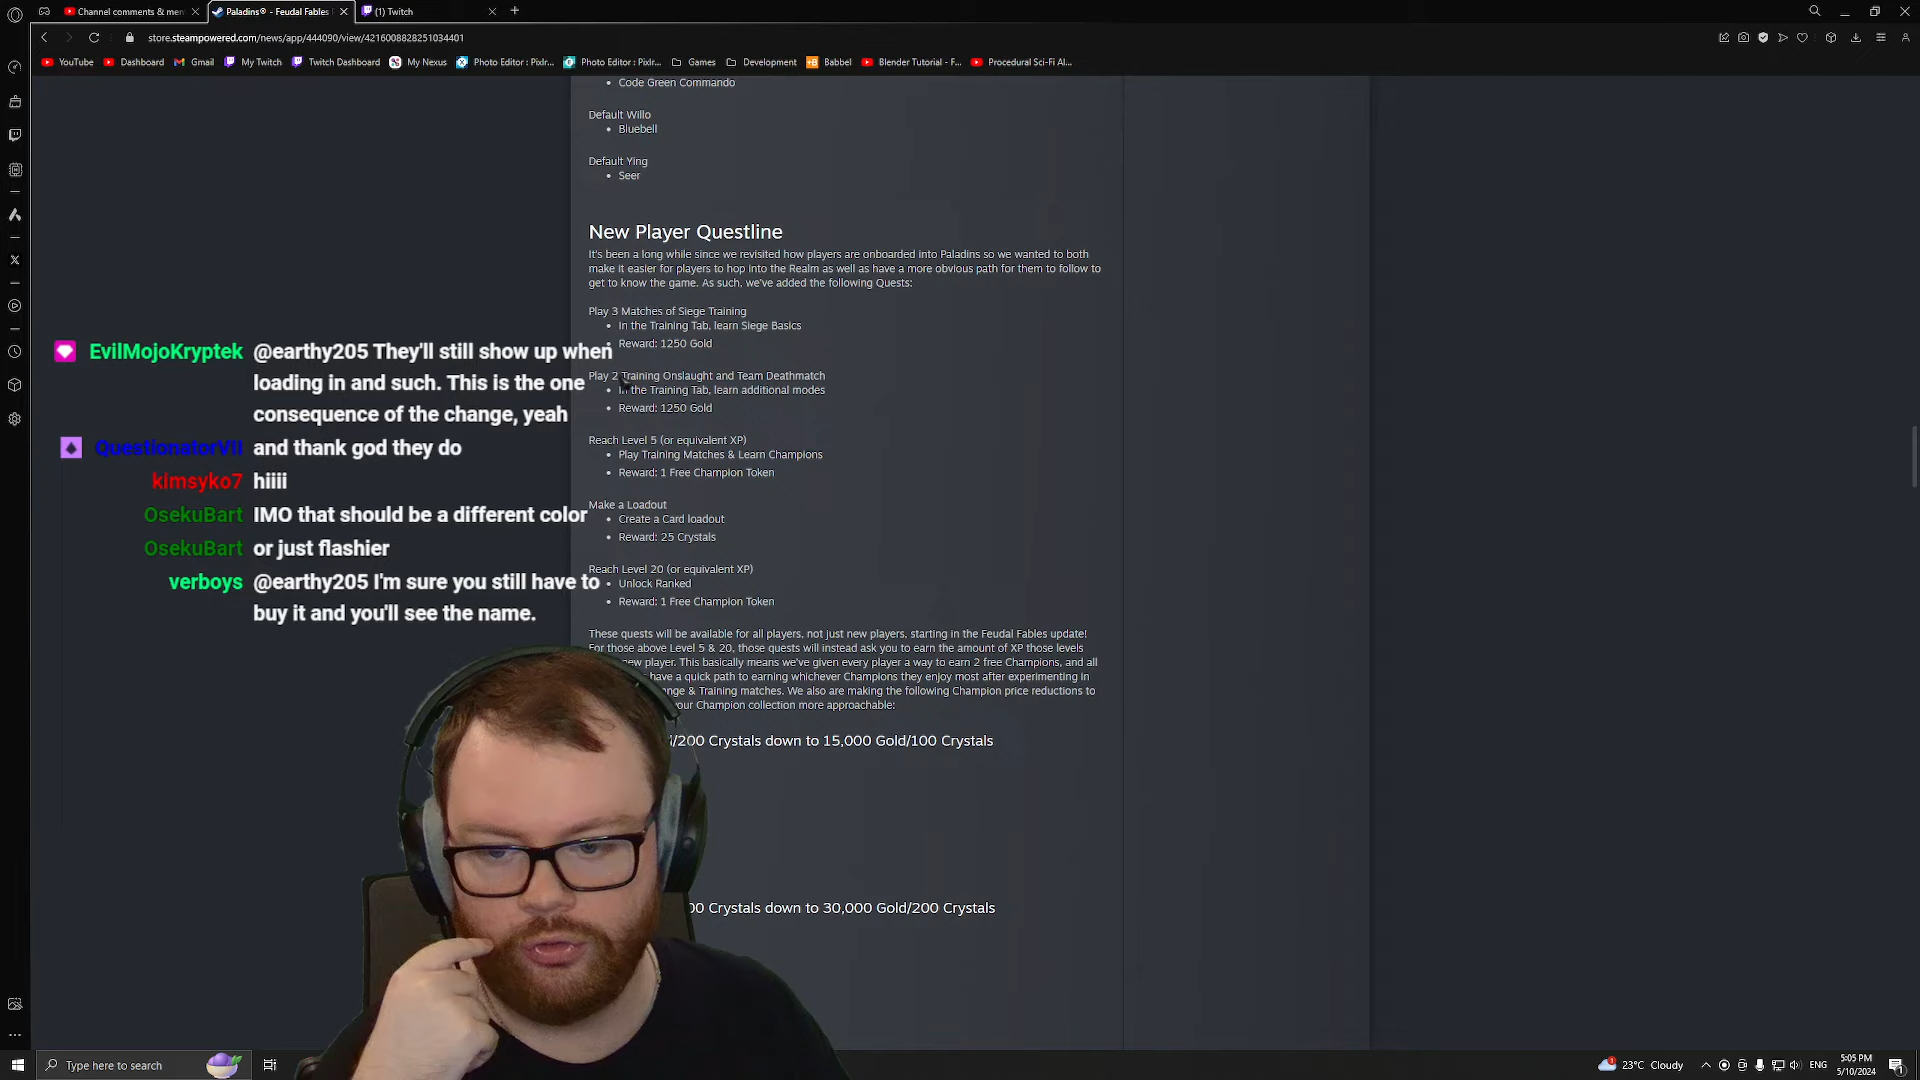 Channel comments & men
Paladins® - Feudal Fables
(1) Twitch
store.steampowered.com/news/app/444090/view/4216008828251034401
YouTube
Dashboard
Gmail
My Twitch
Twitch Dashboard
My Nexus
Photo Editor : Pixlr...
Photo Editor : Pixlr...
Games
Development
Babbel
Blender Tutorial - F...
Procedural Sci-Fi Al...
• Code Green Commando
Default Willo
• Bluebell
Default Ying
• Seer
New Player Questline
It's been a long while since we revisited how players are onboarded into Paladins so we wanted to both
make it easier for players to hop into the Realm as well as have a more obvious path for them to follow to
get to know the game. As such, we've added the following Quests:
Play 3 Matches of Siege Training
• In the Training Tab, learn Siege Basics
• Reward: 1250 Gold
Play 2 Training Onslaught and Team Deathmatch
• In the Training Tab, learn additional modes
• Reward: 1250 Gold
Reach Level 5 (or equivalent XP)
• Play Training Matches & Learn Champions
• Reward: 1 Free Champion Token
Make a Loadout
• Create a Card loadout
• Reward: 25 Crystals
Reach Level 20 (or equivalent XP)
• Unlock Ranked
• Reward: 1 Free Champion Token
These quests will be available for all players, not just new players, starting in the Feudal Fables update!
For those above Level 5 & 20, those quests will instead ask you to earn the amount of XP those levels
new player. This basically means we've given every player a way to earn 2 free Champions, and all
have a quick path to earning whichever Champions they enjoy most after experimenting in
& Training matches. We also are making the following Champion price reductions to
your Champion collection more approachable:
/200 Crystals down to 15,000 Gold/100 Crystals
00 Crystals down to 30,000 Gold/200 Crystals
EvilMojoKryptek @earthy205 They'll still show up when
loading in and such. This is the one
consequence of the change, yeah
QuestionatorVII and thank god they do
kimsyko7 hiiii
OsekuBart IMO that should be a different color
OsekuBart or just flashier
verboys @earthy205 I'm sure you still have to
buy it and you'll see the name.
Type here to search
1
23°C Cloudy
ENG
5:05 PM
5/10/2024
1